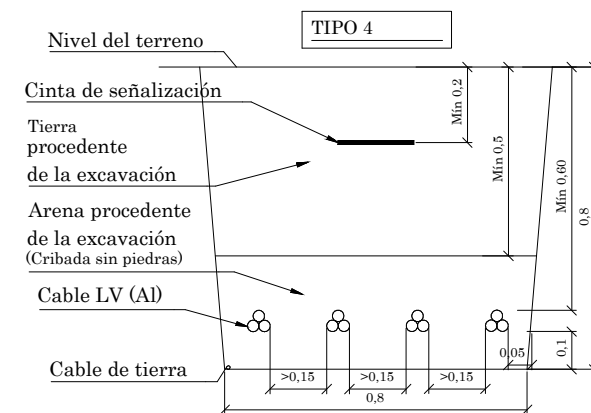 TIPO 4
Nivel del terreno
Cinta de señalización
Tierra
procedente
de la excavación
Arena procedente
de la excavación
(Cribada sin piedras)
Cable LV (Al)
Cable de tierra
Mín 0,2
Mín 0,5
Mín 0,60
0,8
0,05
0,1
>0,15
>0,15
>0,15
0,8